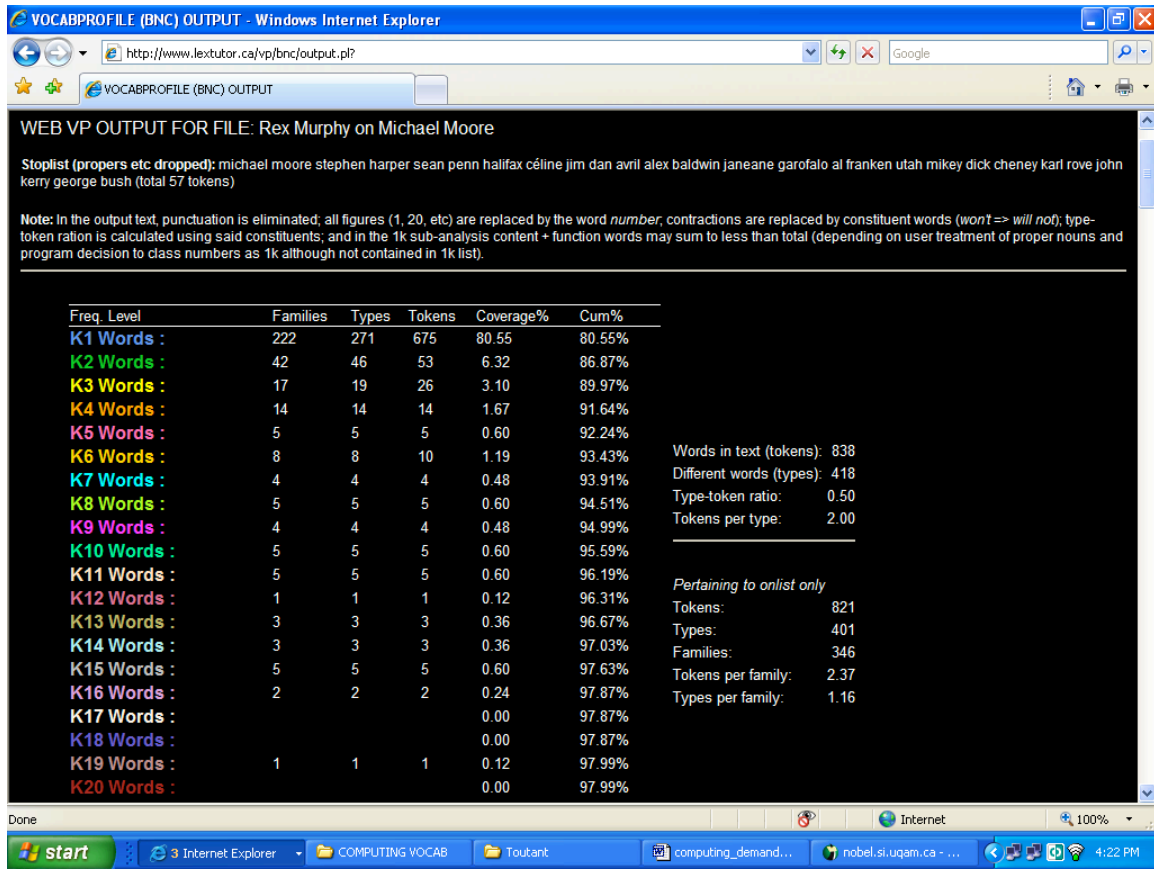 VOCABPROFILE (BNC) OUTPUT - Windows Internet Explorer
http://www.lextutor.ca/vp/bnc/output.pl?
Google
VOCABPROFILE (BNC) OUTPUT
WEB VP OUTPUT FOR FILE: Rex Murphy on Michael Moore
Stoplist (propers etc dropped): michael moore stephen harper sean penn halifax céline jim dan avril alex baldwin janeane garofalo al franken utah mikey dick cheney karl rove john
kerry george bush (total 57 tokens)
Note: In the output text, punctuation is eliminated; all figures (1, 20, etc) are replaced by the word number; contractions are replaced by constituent words (won't => will not); type-
token ration is calculated using said constituents; and in the 1k sub-analysis content + function words may sum to less than total (depending on user treatment of proper nouns and
program decision to class numbers as 1k although not contained in 1k list).
Freq. Level Families Types Tokens Coverage% Cum%
K1 Words : 222 271 675 80.55 80.55%
K2 Words : 42 46 53 6.32 86.87%
K3 Words : 17 19 26 3.10 89.97%
K4 Words : 14 14 14 1.67 91.64%
K5 Words : 5 5 5 0.60 92.24%
K6 Words : 8 8 10 1.19 93.43%
K7 Words : 4 4 4 0.48 93.91%
K8 Words : 5 5 5 0.60 94.51%
K9 Words : 4 4 4 0.48 94.99%
K10 Words : 5 5 5 0.60 95.59%
K11 Words : 5 5 5 0.60 96.19%
K12 Words : 1 1 1 0.12 96.31%
K13 Words : 3 3 3 0.36 96.67%
K14 Words : 3 3 3 0.36 97.03%
K15 Words : 5 5 5 0.60 97.63%
K16 Words : 2 2 2 0.24 97.87%
K17 Words : 0.00 97.87%
K18 Words : 0.00 97.87%
K19 Words : 1 1 1 0.12 97.99%
K20 Words : 0.00 97.99%
Words in text (tokens): 838
Different words (types): 418
Type-token ratio: 0.50
Tokens per type: 2.00
Pertaining to onlist only
Tokens: 821
Types: 401
Families: 346
Tokens per family: 2.37
Types per family: 1.16
Done Internet 100%
start 3 Internet Explorer COMPUTING VOCAB Toutant computing_demand... nobel.si.uqam.ca - ... 4:22 PM